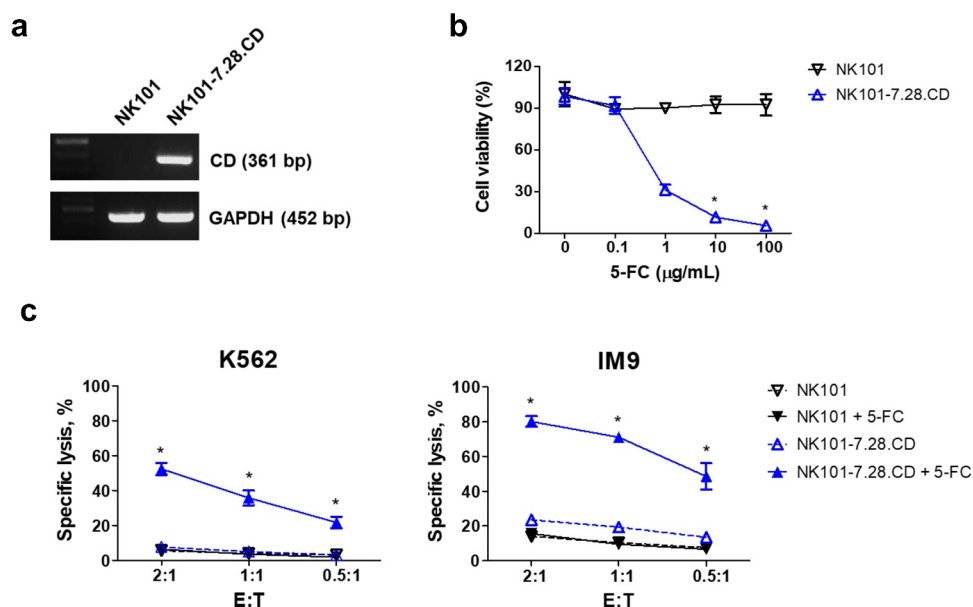 a
NK101
NK101-7.28.CD
CD (361 bp)
GAPDH (452 bp)
b
120
90
60
30
0
Cell viability (%)
*
*
0 0.1 1 10 100
5-FC (μg/mL)
NK101
NK101-7.28.CD
c
K562
100
80
60
40
20
0
Specific lysis, %
*
*
*
2:1 1:1 0.5:1
E:T
IM9
100
80
60
40
20
0
Specific lysis, %
*
*
*
2:1 1:1 0.5:1
E:T
NK101
NK101 + 5-FC
NK101-7.28.CD
NK101-7.28.CD + 5-FC